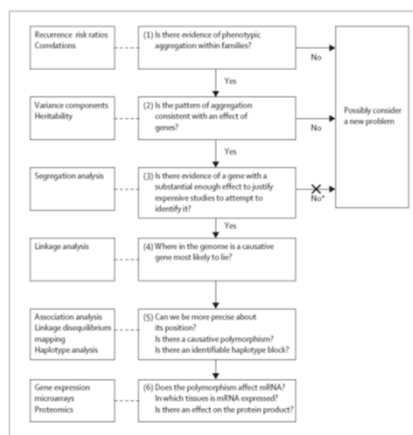 Recurrence risk ratios
Correlations
(1) Is there evidence of phenotypic
aggregation within families?
No
Yes
Possibly consider
a new problem
Variance components
Heritability
(2) Is the pattern of aggregation
consistent with an effect of
genes?
No
Yes
Segregation analysis
(3) Is there evidence of a gene with a
substantial enough effect to justify
expensive studies to attempt to
identify it?
No*
Yes
Linkage analysis
(4) Where in the genome is a causative
gene most likely to lie?
Association analysis
Linkage disequilibrium
mapping
Haplotype analysis
(5) Can we be more precise about
its position?
Is there a causative polymorphism?
Is there an identifiable haplotype block?
Gene expression
microarrays
Proteomics
(6) Does the polymorphism affect mRNA?
In which tissues is mRNA expressed?
Is there an effect on the protein product?